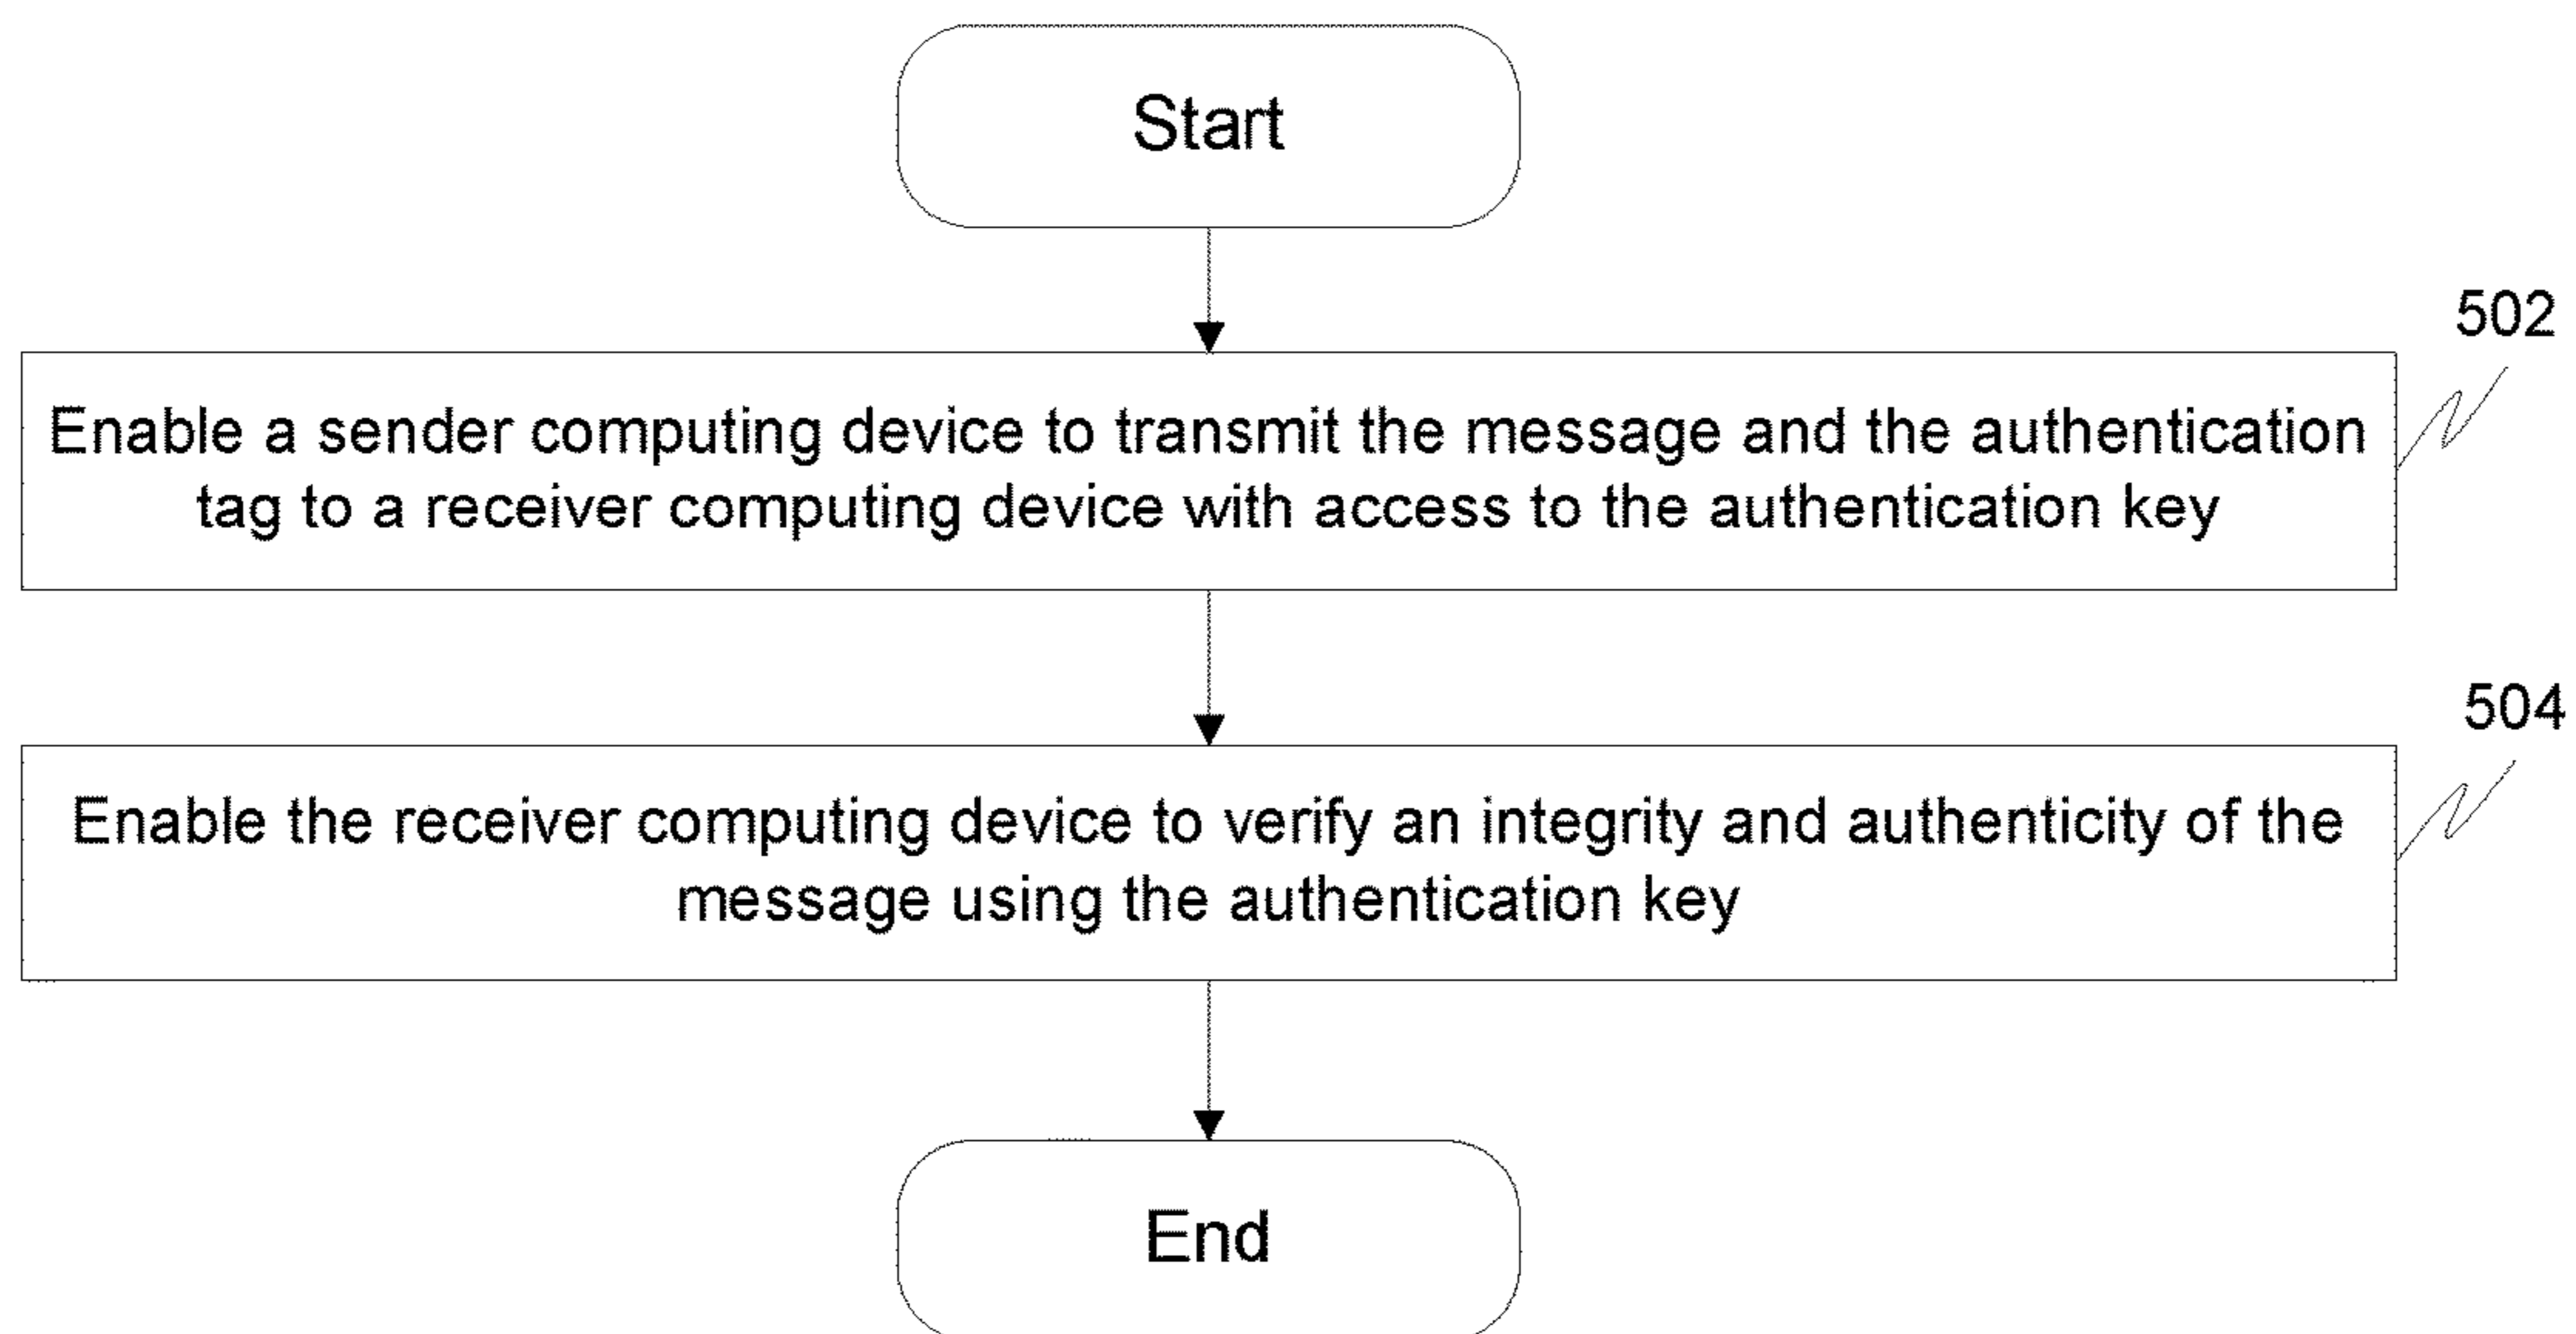 Start
502
Enable a sender computing device to transmit the message and the authentication
tag to a receiver computing device with access to the authentication key
504
Enable the receiver computing device to verify an integrity and authenticity of the
message using the authentication key
End